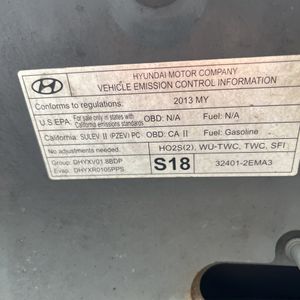 HYUNDAI MOTOR COMPANY
VEHICLE EMISSION CONTROL INFORMATION
Conforms to regulations: 2013 MY
U.S EPA: For sale only in states with California emissions standards OBD: N/A Fuel: N/A
California: SULEV II (PZEV) PC OBD: CA II Fuel: Gasoline
No adjustments needed. HO2S(2), WU-TWC, TWC, SFI
Group: DHYXV01.8BDP S18 32401-2EMA3
Evap: DHYXR0105PPS